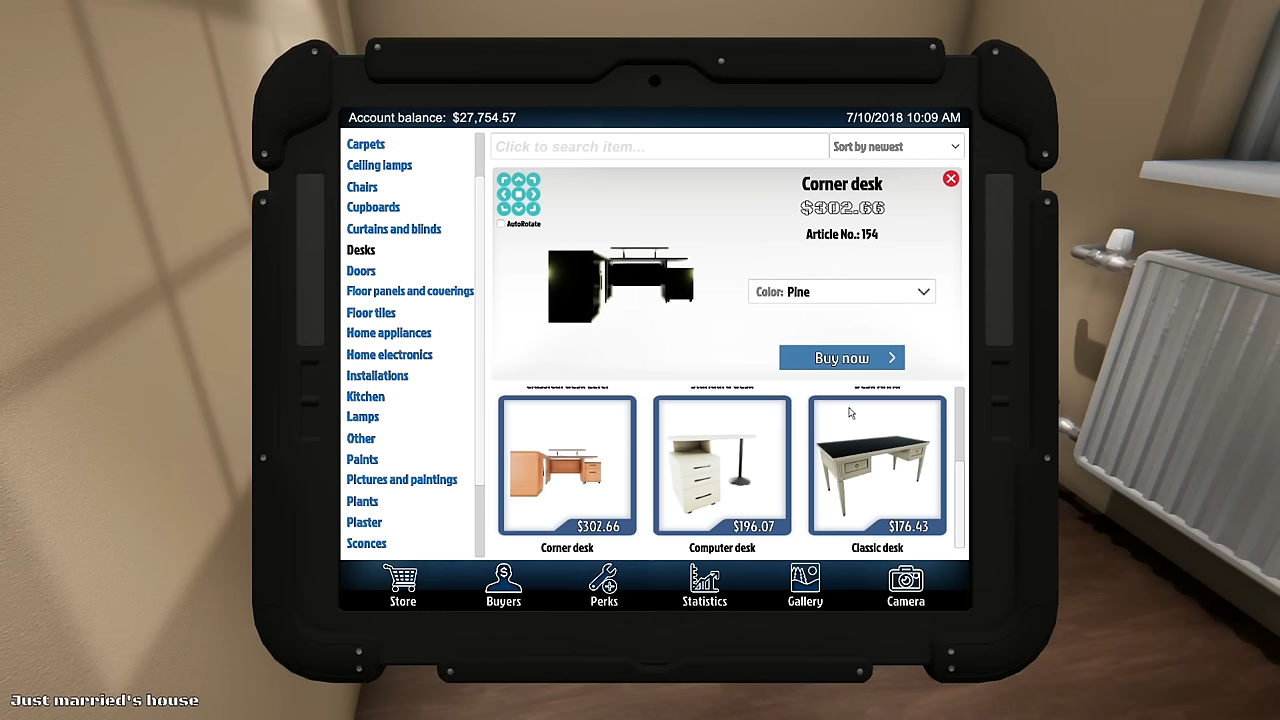 Account balance: $27,754.57
7/10/2018 10:09 AM
Carpets
Ceiling lamps
Chairs
Cupboards
Curtains and blinds
Desks
Doors
Floor panels and coverings
Floor tiles
Home appliances
Home electronics
Installations
Kitchen
Lamps
Other
Paints
Pictures and paintings
Plants
Plaster
Sconces
Click to search item...
Sort by newest
AutoRotate
Corner desk
$302.66
Article No.: 154
Color: Pine
Buy now
$302.66
Corner desk
$196.07
Computer desk
$176.43
Classic desk
Store
Buyers
Perks
Statistics
Gallery
Camera
Just married's house